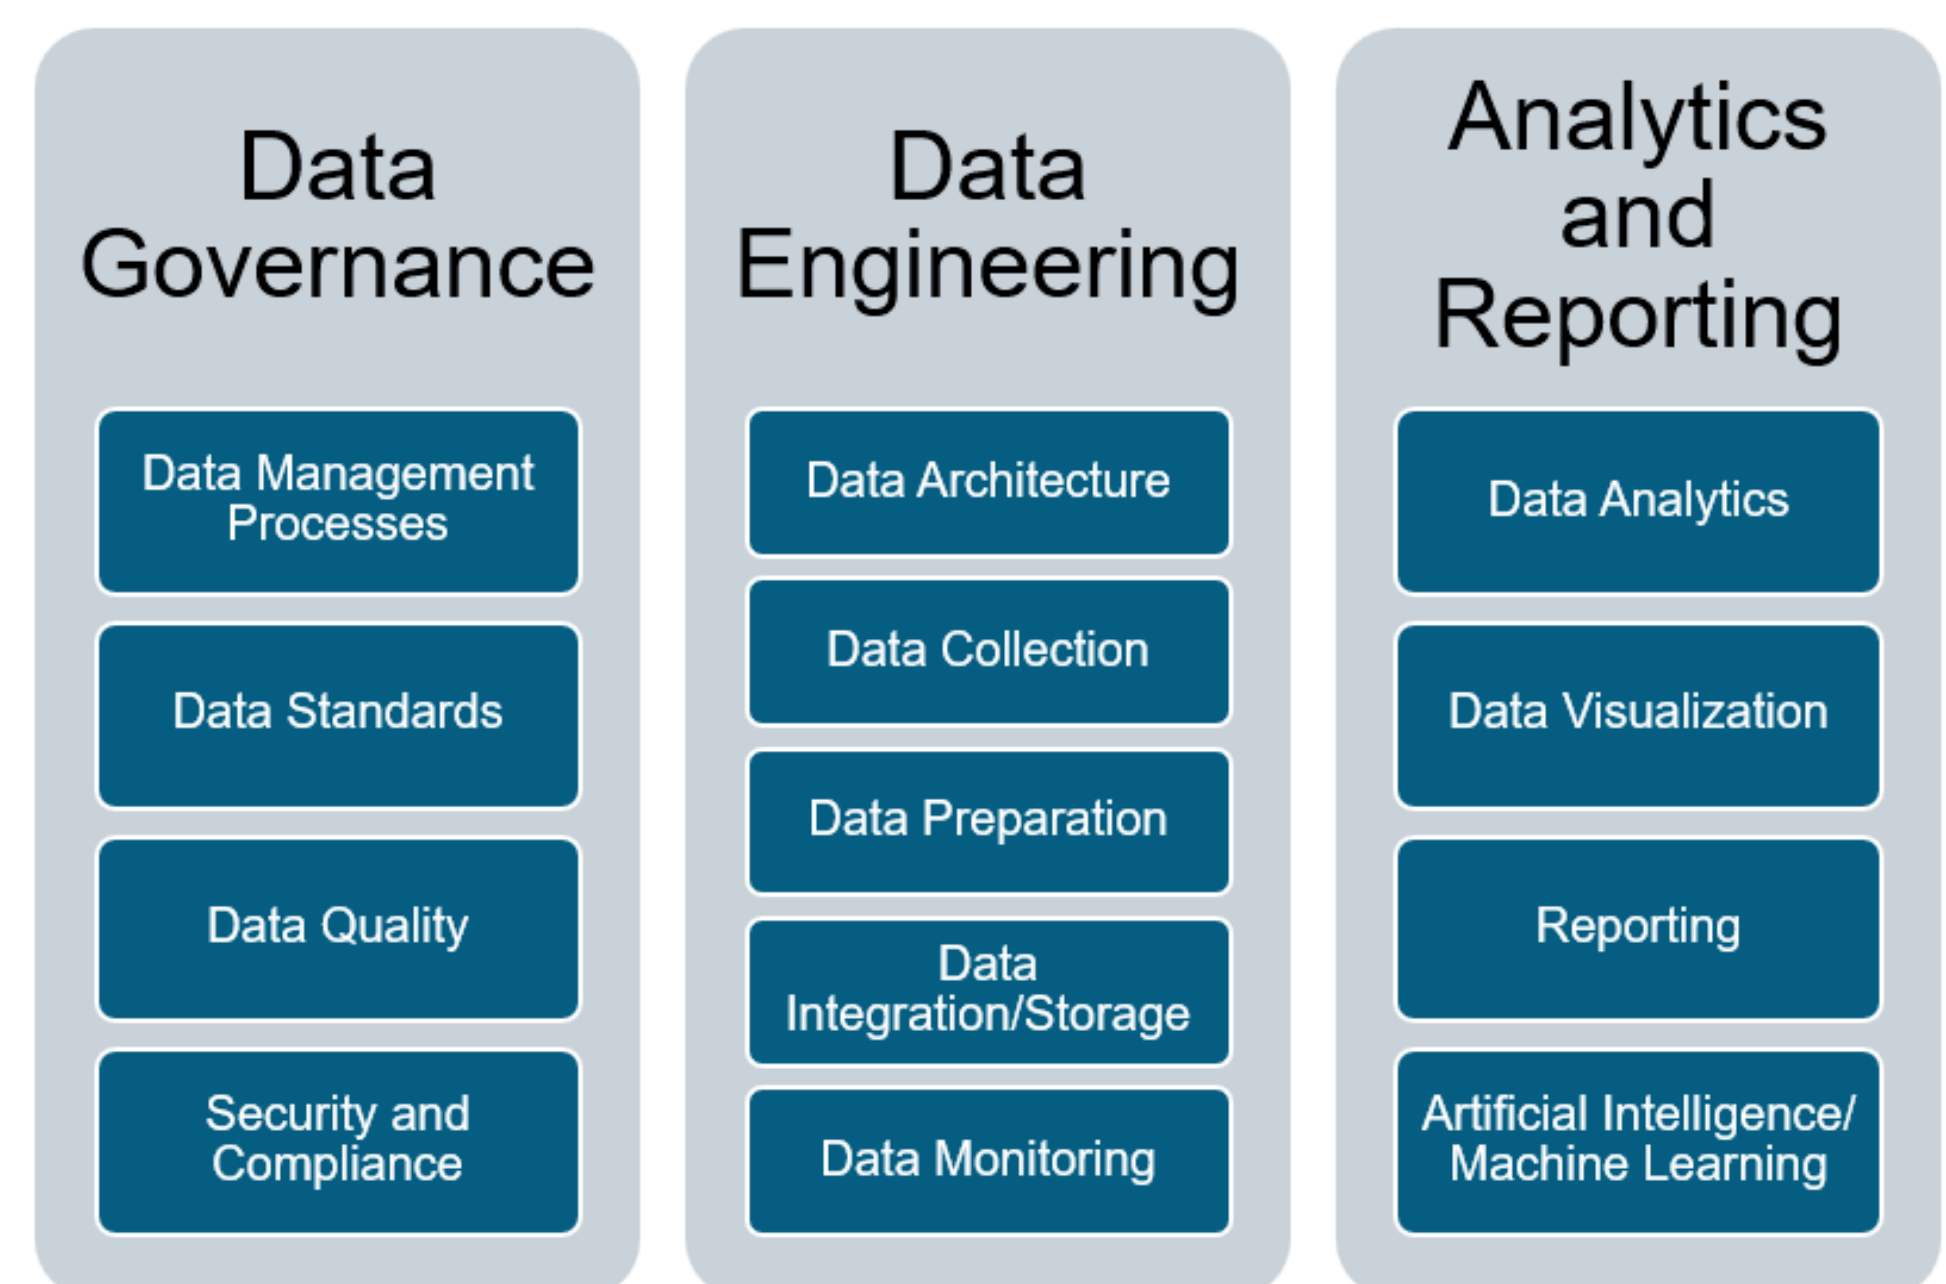 Data
Governance
Data Management
Processes
Data Standards
Data Quality
Security and
Compliance
Data
Engineering
Data Architecture
Data Collection
Data Preparation
Data
Integration/Storage
Data Monitoring
Analytics
and
Reporting
Data Analytics
Data Visualization
Reporting
Artificial Intelligence/
Machine Learning